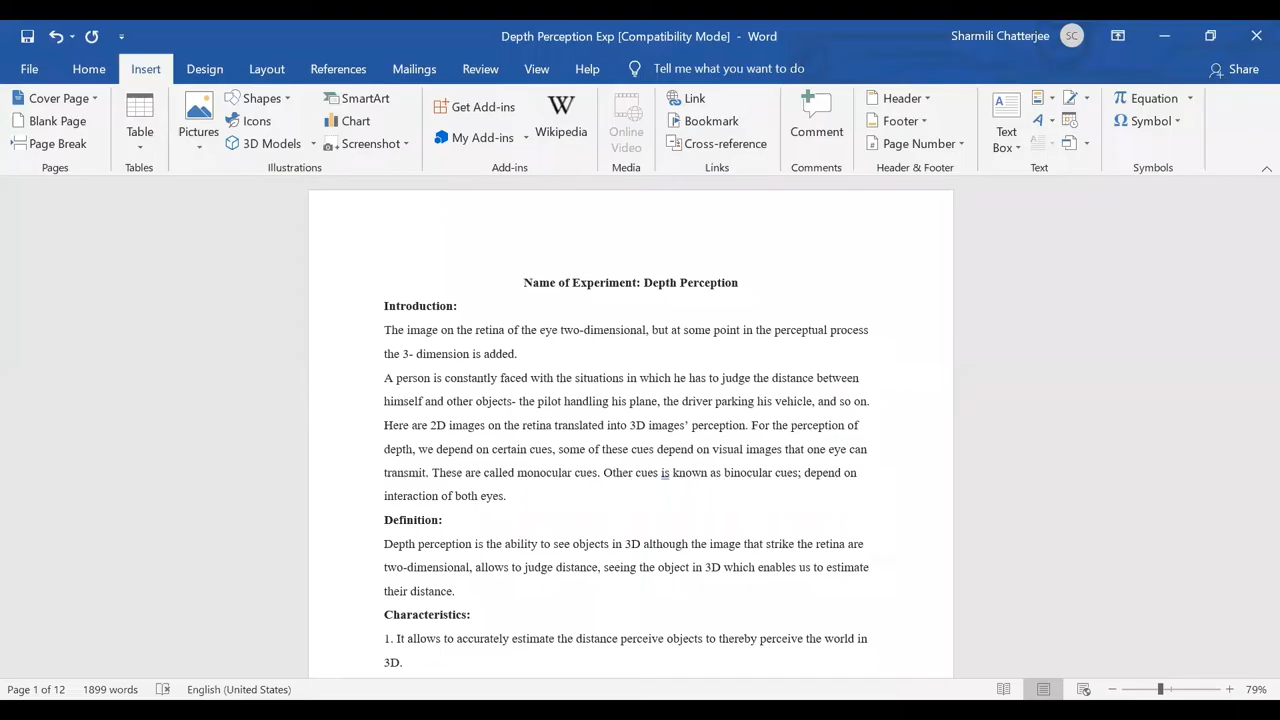 Depth Perception Exp [Compatibility Mode] - Word
Sharmili Chatterjee SC
File Home Insert Design Layout References Mailings Review View Help Tell me what you want to do Share
Cover Page
Blank Page
Page Break
Pages
Table
Tables
Pictures
Shapes
Icons
3D Models
SmartArt
Chart
Screenshot
Illustrations
Get Add-ins
My Add-ins
Wikipedia
Add-ins
Online
Video
Media
Link
Bookmark
Cross-reference
Links
Comment
Comments
Header
Footer
Page Number
Header & Footer
Text
Box
Text
Equation
Symbol
Symbols
Name of Experiment: Depth Perception
Introduction:
The image on the retina of the eye two-dimensional, but at some point in the perceptual process
the 3- dimension is added.
A person is constantly faced with the situations in which he has to judge the distance between
himself and other objects- the pilot handling his plane, the driver parking his vehicle, and so on.
Here are 2D images on the retina translated into 3D images’ perception. For the perception of
depth, we depend on certain cues, some of these cues depend on visual images that one eye can
transmit. These are called monocular cues. Other cues is known as binocular cues; depend on
interaction of both eyes.
Definition:
Depth perception is the ability to see objects in 3D although the image that strike the retina are
two-dimensional, allows to judge distance, seeing the object in 3D which enables us to estimate
their distance.
Characteristics:
1. It allows to accurately estimate the distance perceive objects to thereby perceive the world in
3D.
Page 1 of 12 1899 words English (United States) 79%